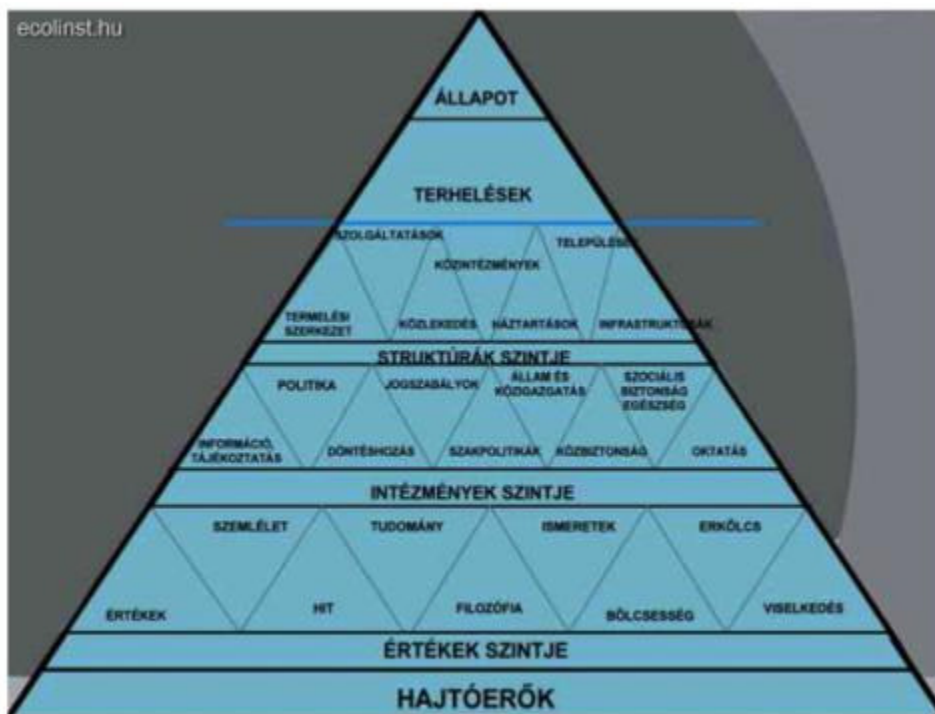 ecolinst.hu
ÁLLAPOT
TERHELÉSEK
SZOLGÁLTATÁSOK
TELEPÜLÉSEK
KÖZINTÉZMÉNYEK
TERMELÉSI
SZERKEZET
KÖZLEKEDÉS
HÁZTARTÁSOK
INFRASTRUKTÚRÁK
STRUKTÚRÁK SZINTJE
POLITIKA
JOGSZABÁLYOK
ÁLLAM ÉS
KÖZIGAZGATÁS
SZOCIÁLIS
BIZTONSÁG
EGÉSZSÉG
INFORMÁCIÓ,
TÁJÉKOZTATÁS
DÖNTÉSHOZÁS
SZAKPOLITIKÁK
KÖZBIZTONSÁG
OKTATÁS
INTÉZMÉNYEK SZINTJE
SZEMLÉLET
TUDOMÁNY
ISMERETEK
ERKÖLCS
ÉRTÉKEK
HIT
FILOZÓFIA
BÖLCSESSÉG
VISELKEDÉS
ÉRTÉKEK SZINTJE
HAJTÓERŐK